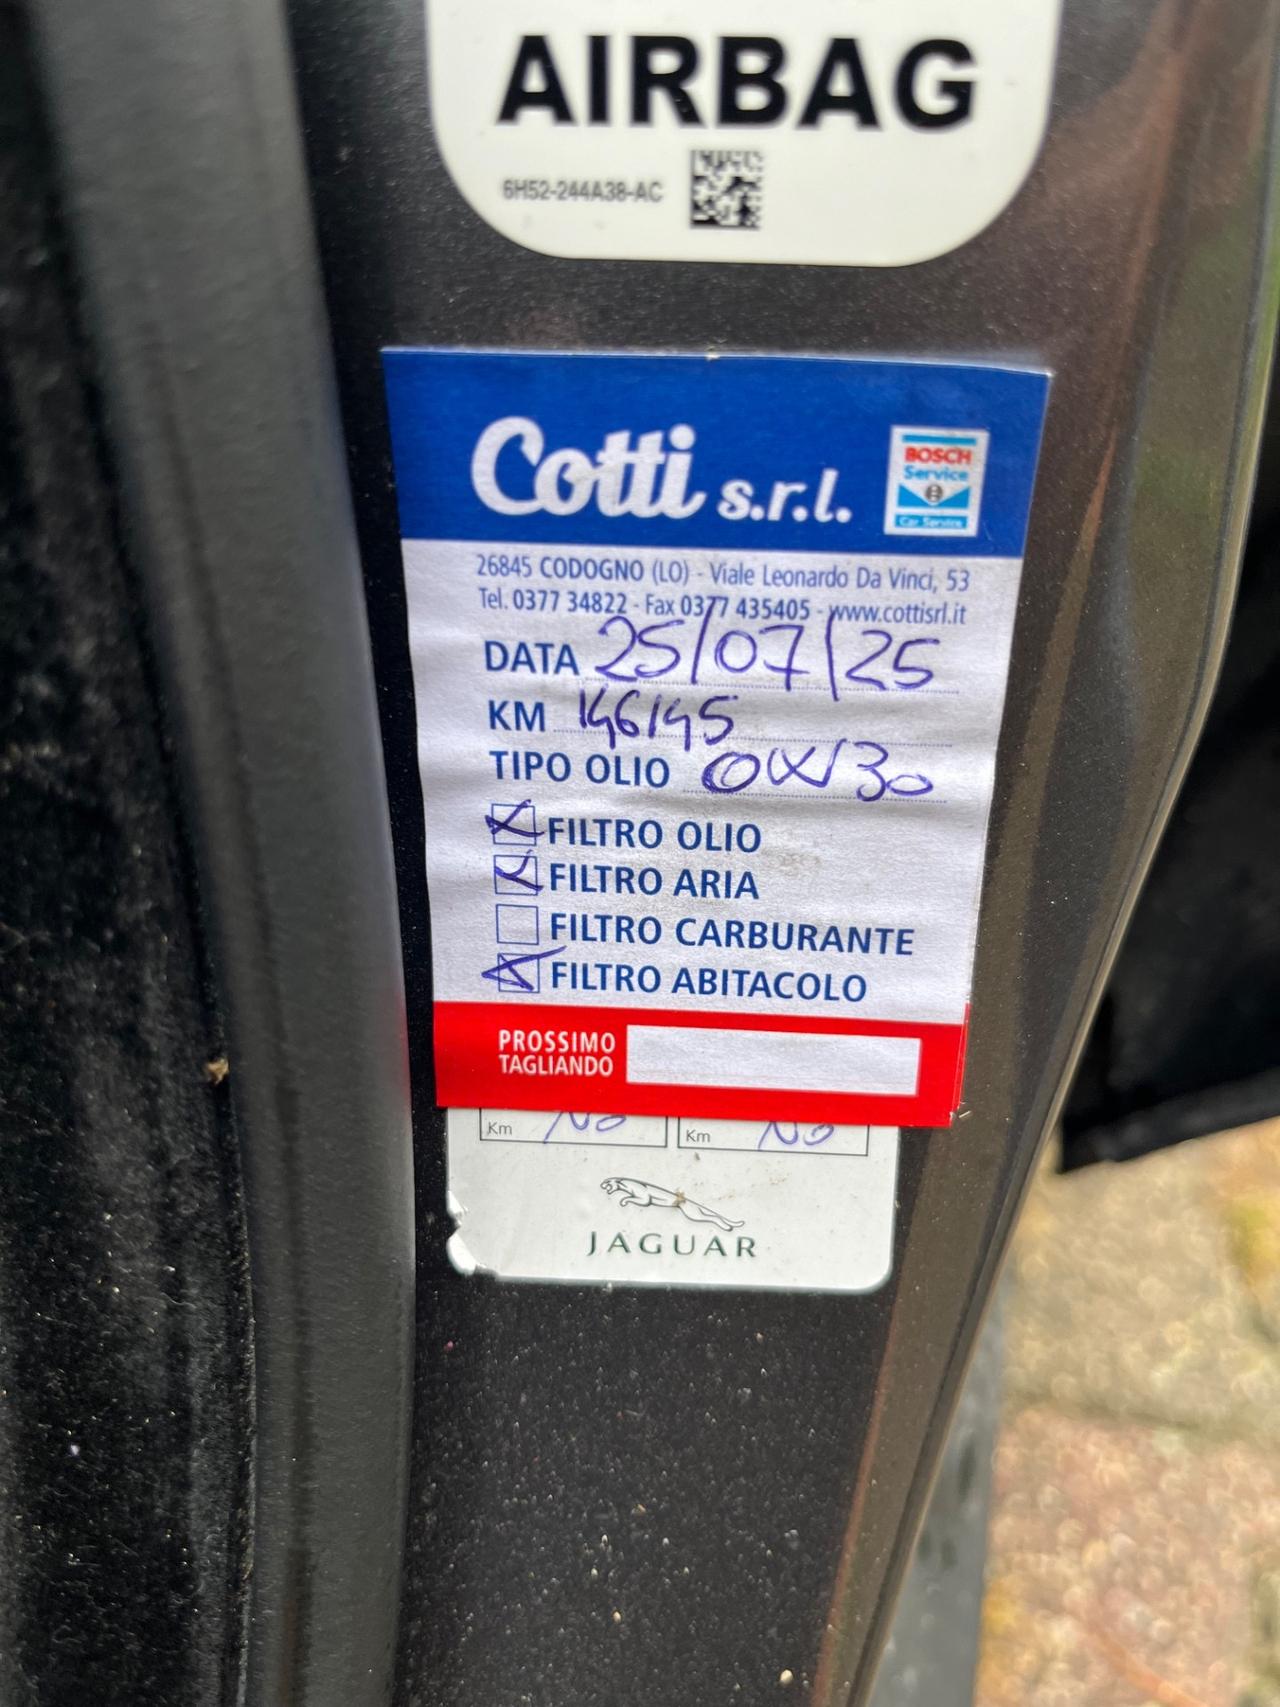 AIRBAG
6H52-244A38-AC
Cotti s.r.l.
BOSCH
Service
Car Service
26845 CODOGNO (LO) - Viale Leonardo Da Vinci, 53
Tel. 0377 34822 - Fax 0377 435405 - www.cottisrl.it
DATA 25/07/25
KM 146145
TIPO OLIO 0W30
FILTRO OLIO
FILTRO ARIA
FILTRO CARBURANTE
FILTRO ABITACOLO
PROSSIMO
TAGLIANDO
Km Km
JAGUAR